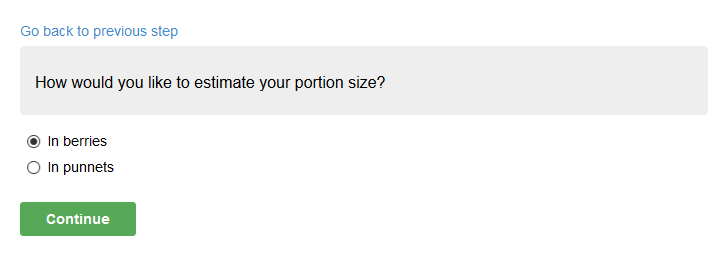 Go back to previous step
How would you like to estimate your portion size?
In berries
In punnets
Continue